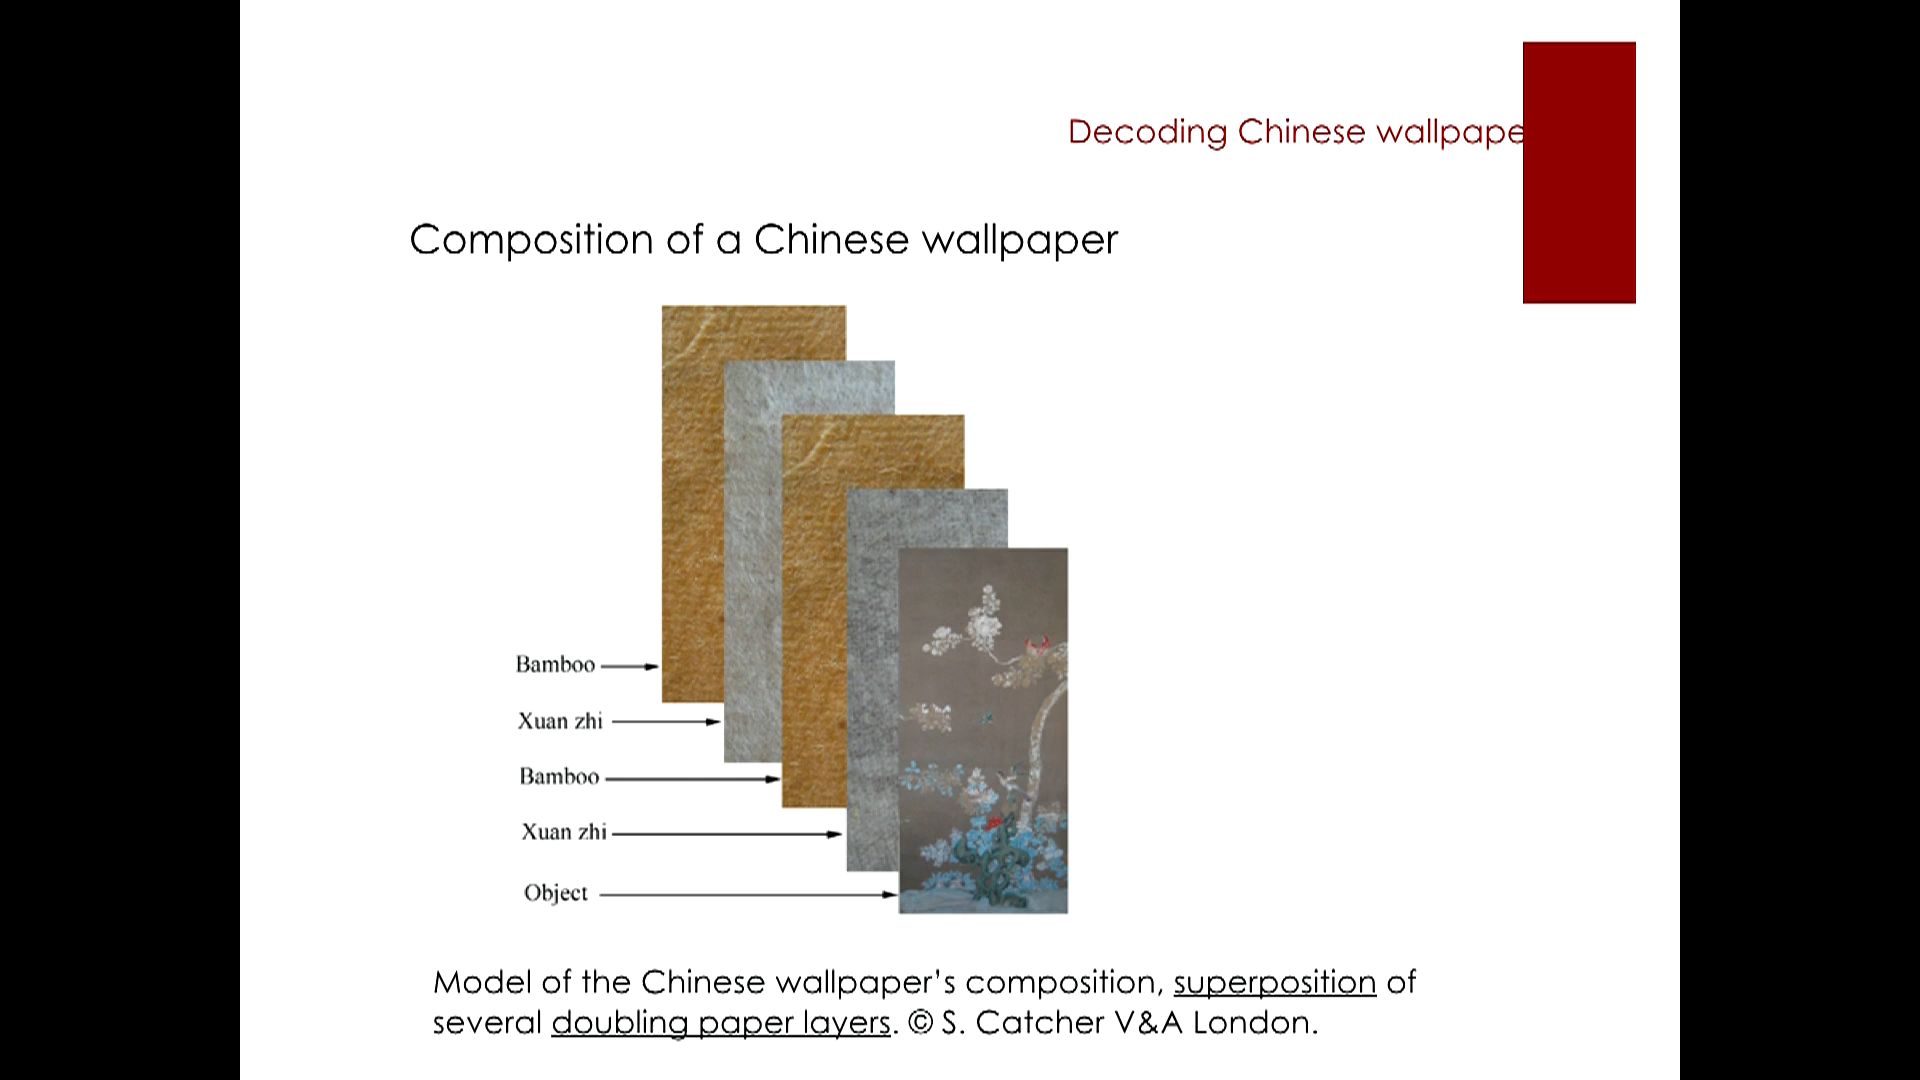 Decoding Chinese wallpape
Composition of a Chinese wallpaper
Bamboo
Xuan zhi
Bamboo
Xuan zhi
Object
Model of the Chinese wallpaper’s composition, superposition of
several doubling paper layers. © S. Catcher V&A London.